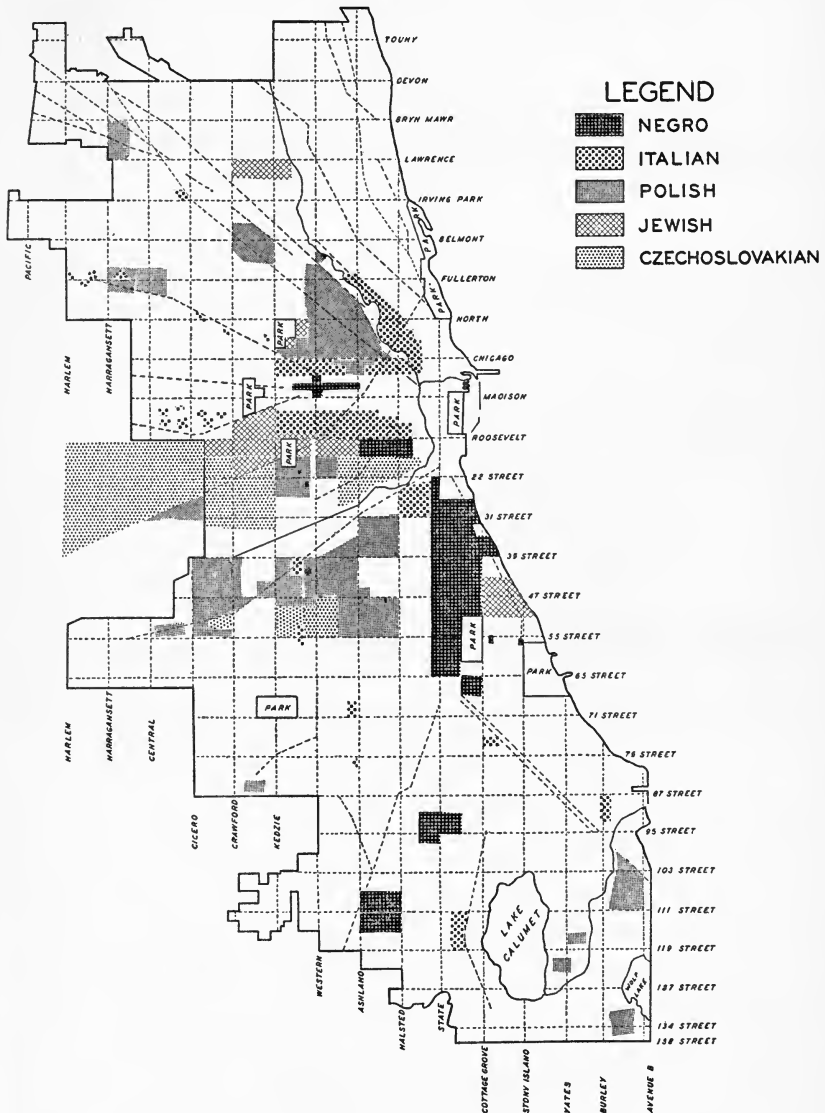 LEGEND
NEGRO
ITALIAN
POLISH
JEWISH
CZECHOSLOVAKIAN
TOUHY
DEVON
BRYN MAWR
LAWRENCE
IRVING PARK
BELMONT
FULLERTON
NORTH
CHICAGO
MADISON
ROOSEVELT
22 STREET
31 STREET
39 STREET
47 STREET
55 STREET
63 STREET
71 STREET
79 STREET
87 STREET
95 STREET
103 STREET
111 STREET
119 STREET
127 STREET
134 STREET
138 STREET
PARK
PARK
PARK
PARK
PARK
PARK
PARK
PARK
PARK
PARK
PACIFIC
HARLEM
NARRAGANSETT
HARLEM
NARRAGANSETT
CENTRAL
CICERO
CRAWFORD
KEDZIE
WESTERN
ASHLAND
HALSTED
STATE
COTTAGE GROVE
STONY ISLAND
YATES
BURLEY
AVENUE B
LAKE
CALUMET
WOLF
LAKE